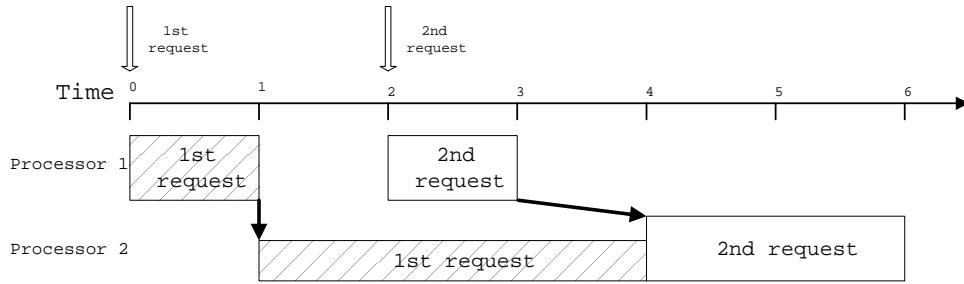 1st
request
2nd
request
Time
0 1 2 3 4 5 6
Processor 1
1st
request
2nd
request
Processor 2
1st request
2nd request